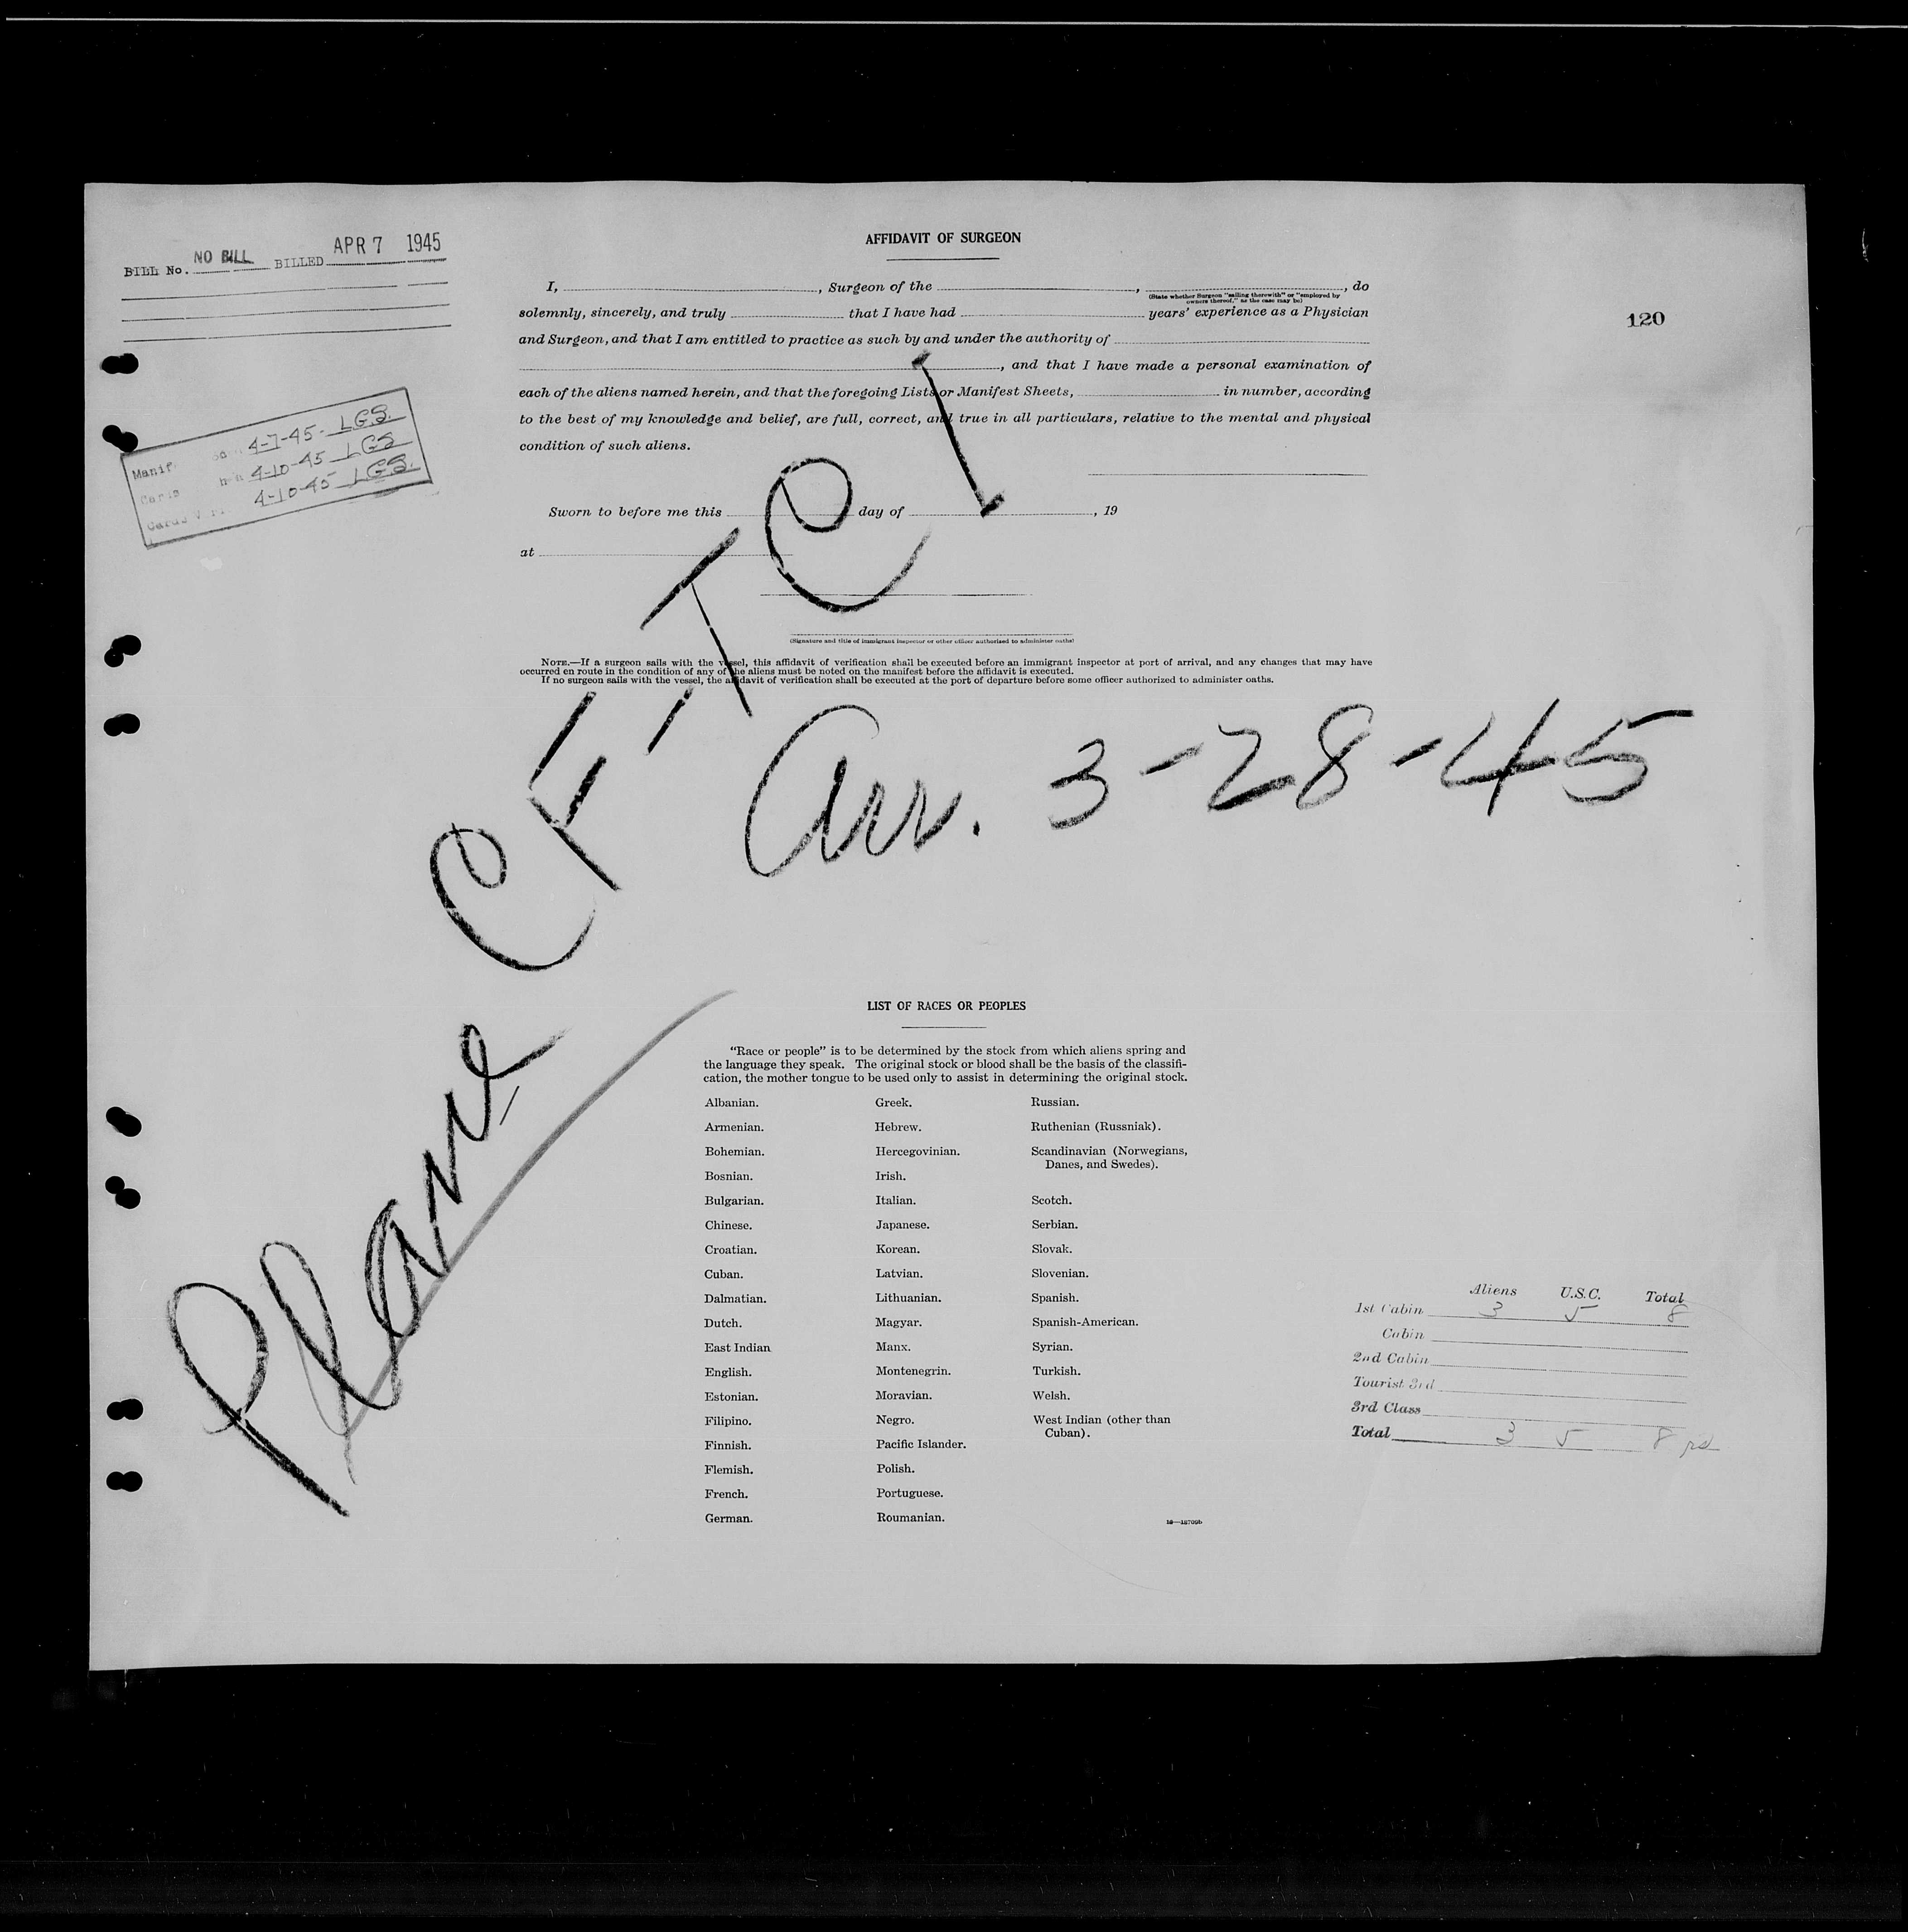 BILL No. NO BILL BILLED APR 7 1945
AFFIDAVIT OF SURGEON
I, , Surgeon of the , , do
(State whether Surgeon "sailing therewith" or "employed by
owners thereof," as the case may be)
solemnly, sincerely, and truly that I have had years' experience as a Physician
and Surgeon, and that I am entitled to practice as such by and under the authority of
, and that I have made a personal examination of
each of the aliens named herein, and that the foregoing Lists or Manifest Sheets, in number, according
to the best of my knowledge and belief, are full, correct, and true in all particulars, relative to the mental and physical
condition of such aliens.
120
Manif 4-7-45- LGS.
Cards 4-10-45 LGS
Cards 4-10-45 LGS.
Sworn to before me this day of , 19
at
(Signature and title of immigrant inspector or other officer authorized to administer oaths)
NOTE.—If a surgeon sails with the vessel, this affidavit of verification shall be executed before an immigrant inspector at port of arrival, and any changes that may have
occurred en route in the condition of any of the aliens must be noted on the manifest before the affidavit is executed.
If no surgeon sails with the vessel, the affidavit of verification shall be executed at the port of departure before some officer authorized to administer oaths.
Plane CF-TCI
Arr. 3-28-45
LIST OF RACES OR PEOPLES
"Race or people" is to be determined by the stock from which aliens spring and
the language they speak. The original stock or blood shall be the basis of the classifi-
cation, the mother tongue to be used only to assist in determining the original stock.
Albanian.
Armenian.
Bohemian.
Bosnian.
Bulgarian.
Chinese.
Croatian.
Cuban.
Dalmatian.
Dutch.
East Indian
English.
Estonian.
Filipino.
Finnish.
Flemish.
French.
German.
Greek.
Hebrew.
Hercegovinian.
Irish.
Italian.
Japanese.
Korean.
Latvian.
Lithuanian.
Magyar.
Manx.
Montenegrin.
Moravian.
Negro.
Pacific Islander.
Polish.
Portuguese.
Roumanian.
Russian.
Ruthenian (Russniak).
Scandinavian (Norwegians,
Danes, and Swedes).
Scotch.
Serbian.
Slovak.
Slovenian.
Spanish.
Spanish-American.
Syrian.
Turkish.
Welsh.
West Indian (other than
Cuban).
Aliens U.S.C. Total
1st Cabin 3 5 8
Cabin
2nd Cabin
Tourist 3rd
3rd Class
Total 3 5 8